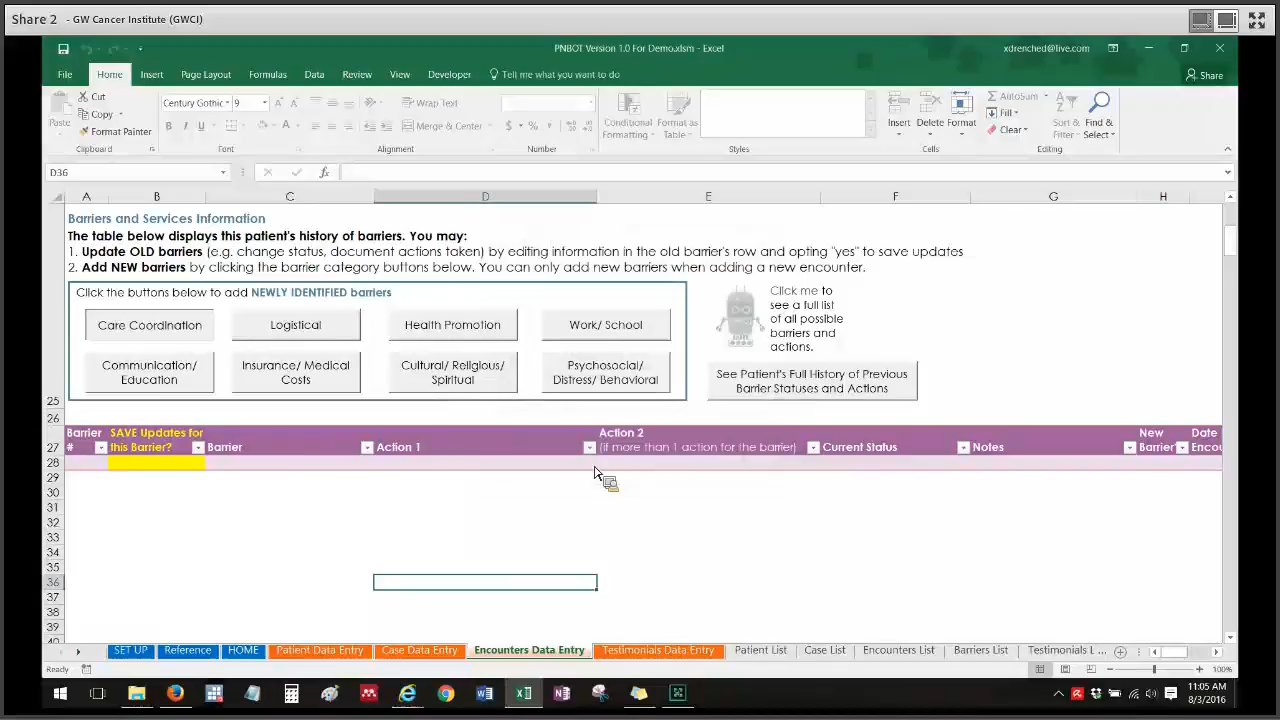 Share 2 - GW Cancer Institute (GWCI)
PNBOT Version 1.0 For Demo.xlsm - Excel
xdrenched@live.com
File Home Insert Page Layout Formulas Data Review View Developer Tell me what you want to do
Share
Cut
Copy
Format Painter
Paste
Clipboard
Century Gothic 9
Font
Wrap Text
Merge & Center
Alignment
Number
Conditional Formatting
Format as Table
Styles
Insert Delete Format
Cells
AutoSum
Fill
Clear
Sort & Filter
Find & Select
Editing
D36
A B C D E F G H
Barriers and Services Information
The table below displays this patient's history of barriers. You may:
1. Update OLD barriers (e.g. change status, document actions taken) by editing information in the old barrier's row and opting "yes" to save updates
2. Add NEW barriers by clicking the barrier category buttons below. You can only add new barriers when adding a new encounter.
Click the buttons below to add NEWLY IDENTIFIED barriers
Care Coordination
Logistical
Health Promotion
Work/ School
Communication/
Education
Insurance/ Medical
Costs
Cultural/ Religious/
Spiritual
Psychosocial/
Distress/ Behavioral
Click me to
see a full list
of all possible
barriers and
actions.
See Patient's Full History of Previous
Barrier Statuses and Actions
25
26
Barrier SAVE Updates for Action 2 New Date
27 # this Barrier? Barrier Action 1 (if more than 1 action for the barrier) Current Status Notes Barrier Encou
28
29
30
31
32
33
34
35
36
37
38
39
40
SET UP Reference HOME Patient Data Entry Case Data Entry Encounters Data Entry Testimonials Data Entry Patient List Case List Encounters List Barriers List Testimonials L ...
Ready
100%
11:05 AM
8/3/2016